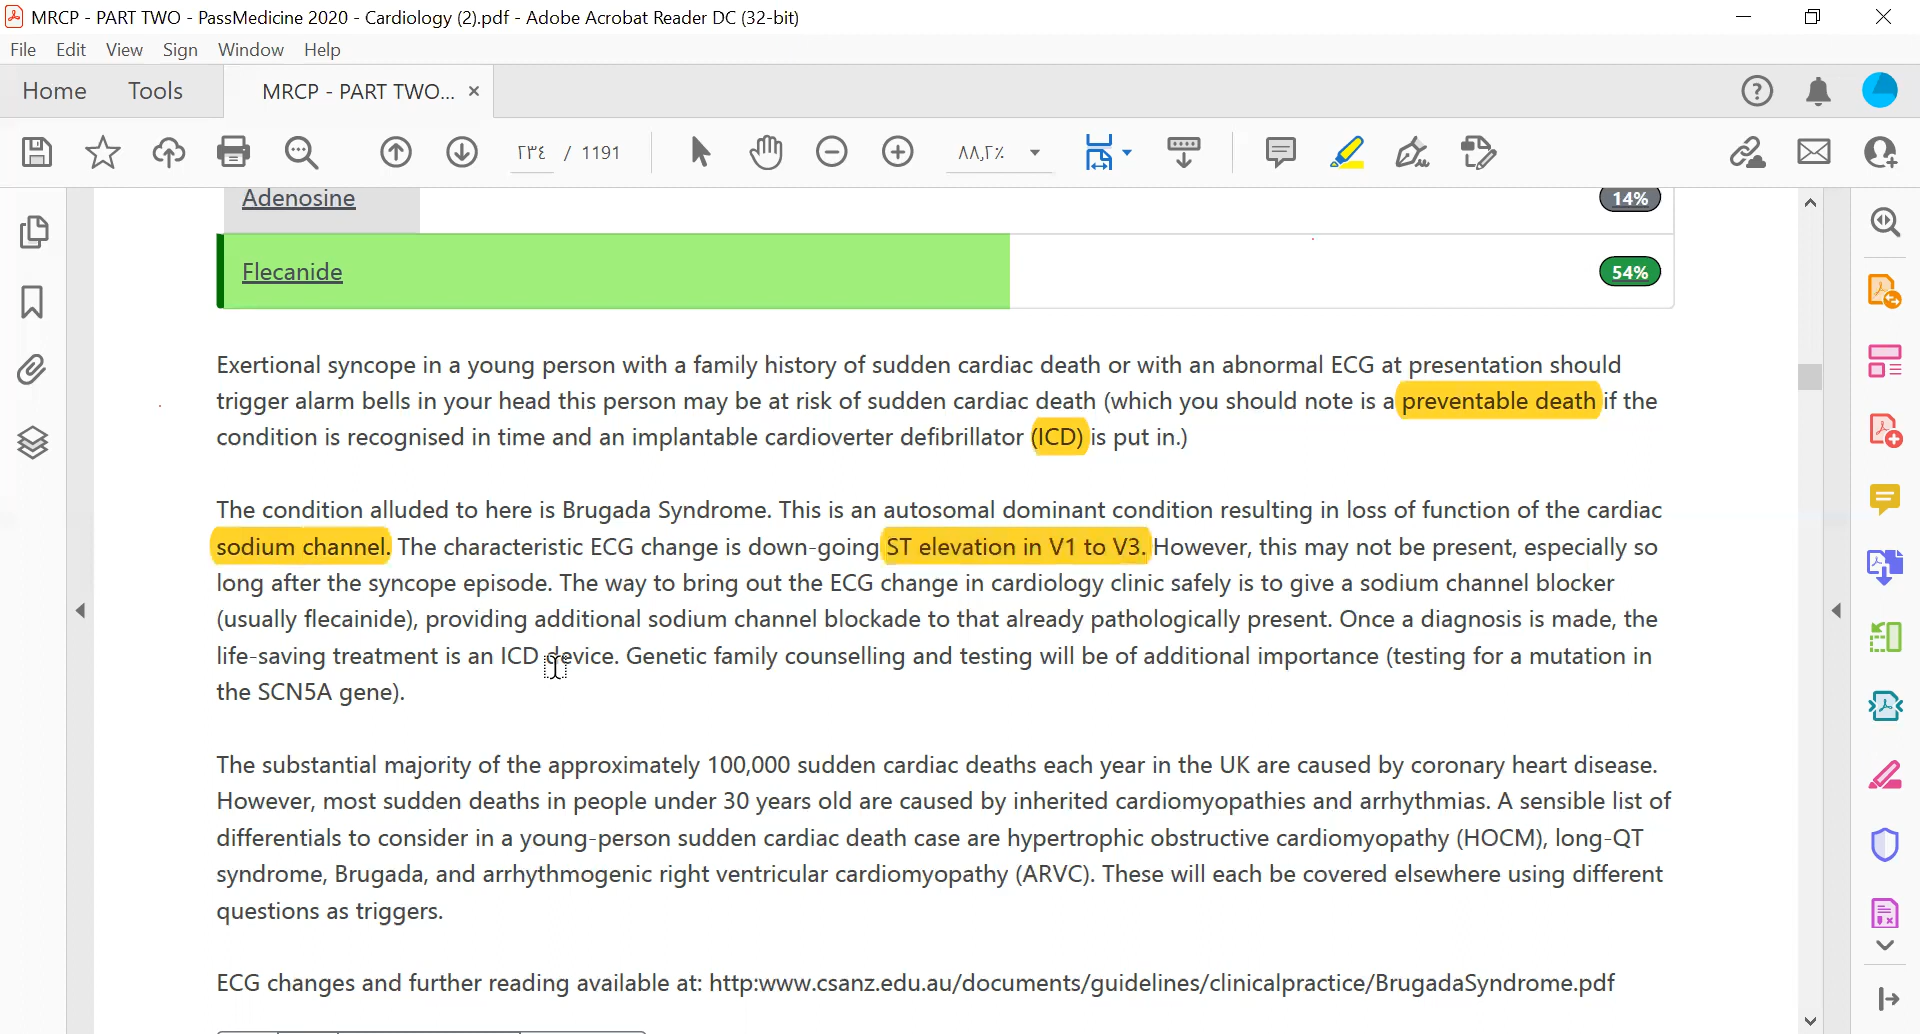 MRCP - PART TWO - PassMedicine 2020 - Cardiology (2).pdf - Adobe Acrobat Reader DC (32-bit)
File Edit View Sign Window Help
Home Tools MRCP - PART TWO... ×
٢٣٤ / 1191 ٨٨,٢٪
Adenosine 14%
Flecanide 54%
Exertional syncope in a young person with a family history of sudden cardiac death or with an abnormal ECG at presentation should
trigger alarm bells in your head this person may be at risk of sudden cardiac death (which you should note is a preventable death if the
condition is recognised in time and an implantable cardioverter defibrillator (ICD) is put in.)
The condition alluded to here is Brugada Syndrome. This is an autosomal dominant condition resulting in loss of function of the cardiac
sodium channel. The characteristic ECG change is down-going ST elevation in V1 to V3. However, this may not be present, especially so
long after the syncope episode. The way to bring out the ECG change in cardiology clinic safely is to give a sodium channel blocker
(usually flecainide), providing additional sodium channel blockade to that already pathologically present. Once a diagnosis is made, the
life-saving treatment is an ICD device. Genetic family counselling and testing will be of additional importance (testing for a mutation in
the SCN5A gene).
The substantial majority of the approximately 100,000 sudden cardiac deaths each year in the UK are caused by coronary heart disease.
However, most sudden deaths in people under 30 years old are caused by inherited cardiomyopathies and arrhythmias. A sensible list of
differentials to consider in a young-person sudden cardiac death case are hypertrophic obstructive cardiomyopathy (HOCM), long-QT
syndrome, Brugada, and arrhythmogenic right ventricular cardiomyopathy (ARVC). These will each be covered elsewhere using different
questions as triggers.
ECG changes and further reading available at: http:www.csanz.edu.au/documents/guidelines/clinicalpractice/BrugadaSyndrome.pdf